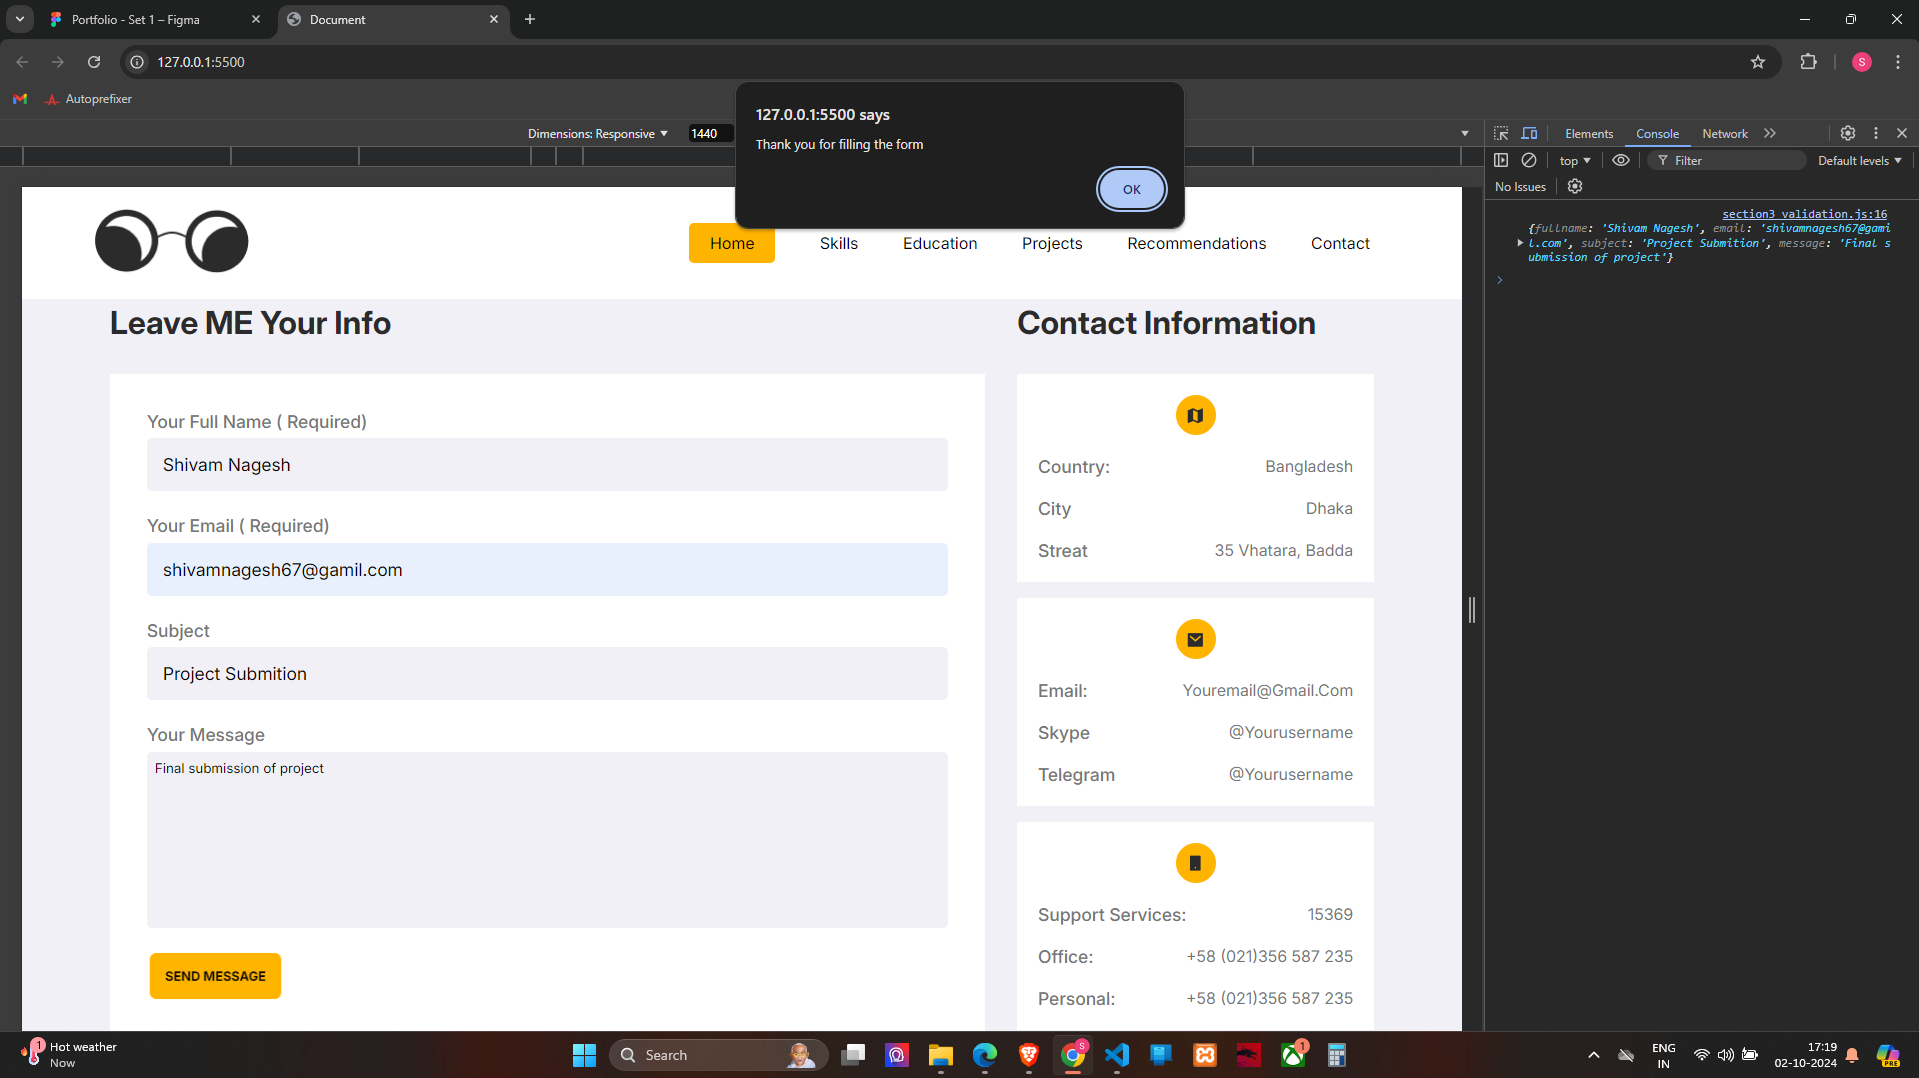 Portfolio - Set 1 – Figma
Document
127.0.0.1:5500
S
Autoprefixer
127.0.0.1:5500 says
Thank you for filling the form
OK
Dimensions: Responsive
1440
Elements
Console
Network
top
Filter
Default levels
No Issues
section3_validation.js:16
{fullname: 'Shivam Nagesh', email: 'shivamnagesh67@gami
l.com', subject: 'Project Submition', message: 'Final s
ubmission of project'}
Home
Skills
Education
Projects
Recommendations
Contact
Leave ME Your Info
Your Full Name ( Required)
Shivam Nagesh
Your Email ( Required)
shivamnagesh67@gamil.com
Subject
Project Submition
Your Message
Final submission of project
SEND MESSAGE
Contact Information
Country: Bangladesh
City Dhaka
Streat 35 Vhatara, Badda
Email: Youremail@Gmail.Com
Skype @Yourusername
Telegram @Yourusername
Support Services: 15369
Office: +58 (021)356 587 235
Personal: +58 (021)356 587 235
1
Hot weather
Now
Search
S
1
ENG
IN
17:19
02-10-2024
PRE